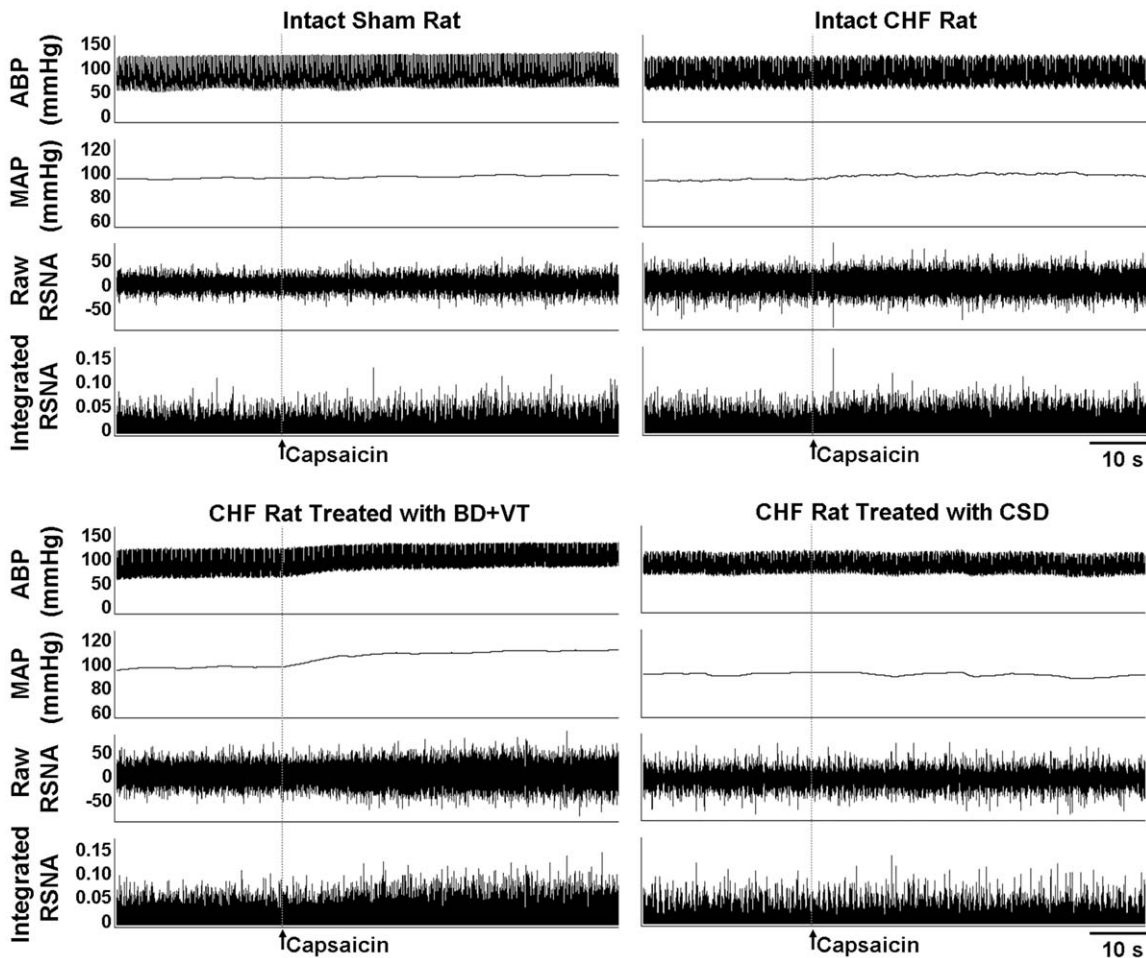 Intact Sham Rat
Intact CHF Rat
ABP
(mmHg)
150
100
50
0
MAP
(mmHg)
120
100
80
60
Raw
RSNA
50
0
-50
Integrated
RSNA
0.15
0.10
0.05
0
Capsaicin
Capsaicin
10 s
CHF Rat Treated with BD+VT
CHF Rat Treated with CSD
ABP
(mmHg)
150
100
50
0
MAP
(mmHg)
120
100
80
60
Raw
RSNA
50
0
-50
Integrated
RSNA
0.15
0.10
0.05
0
Capsaicin
Capsaicin
10 s